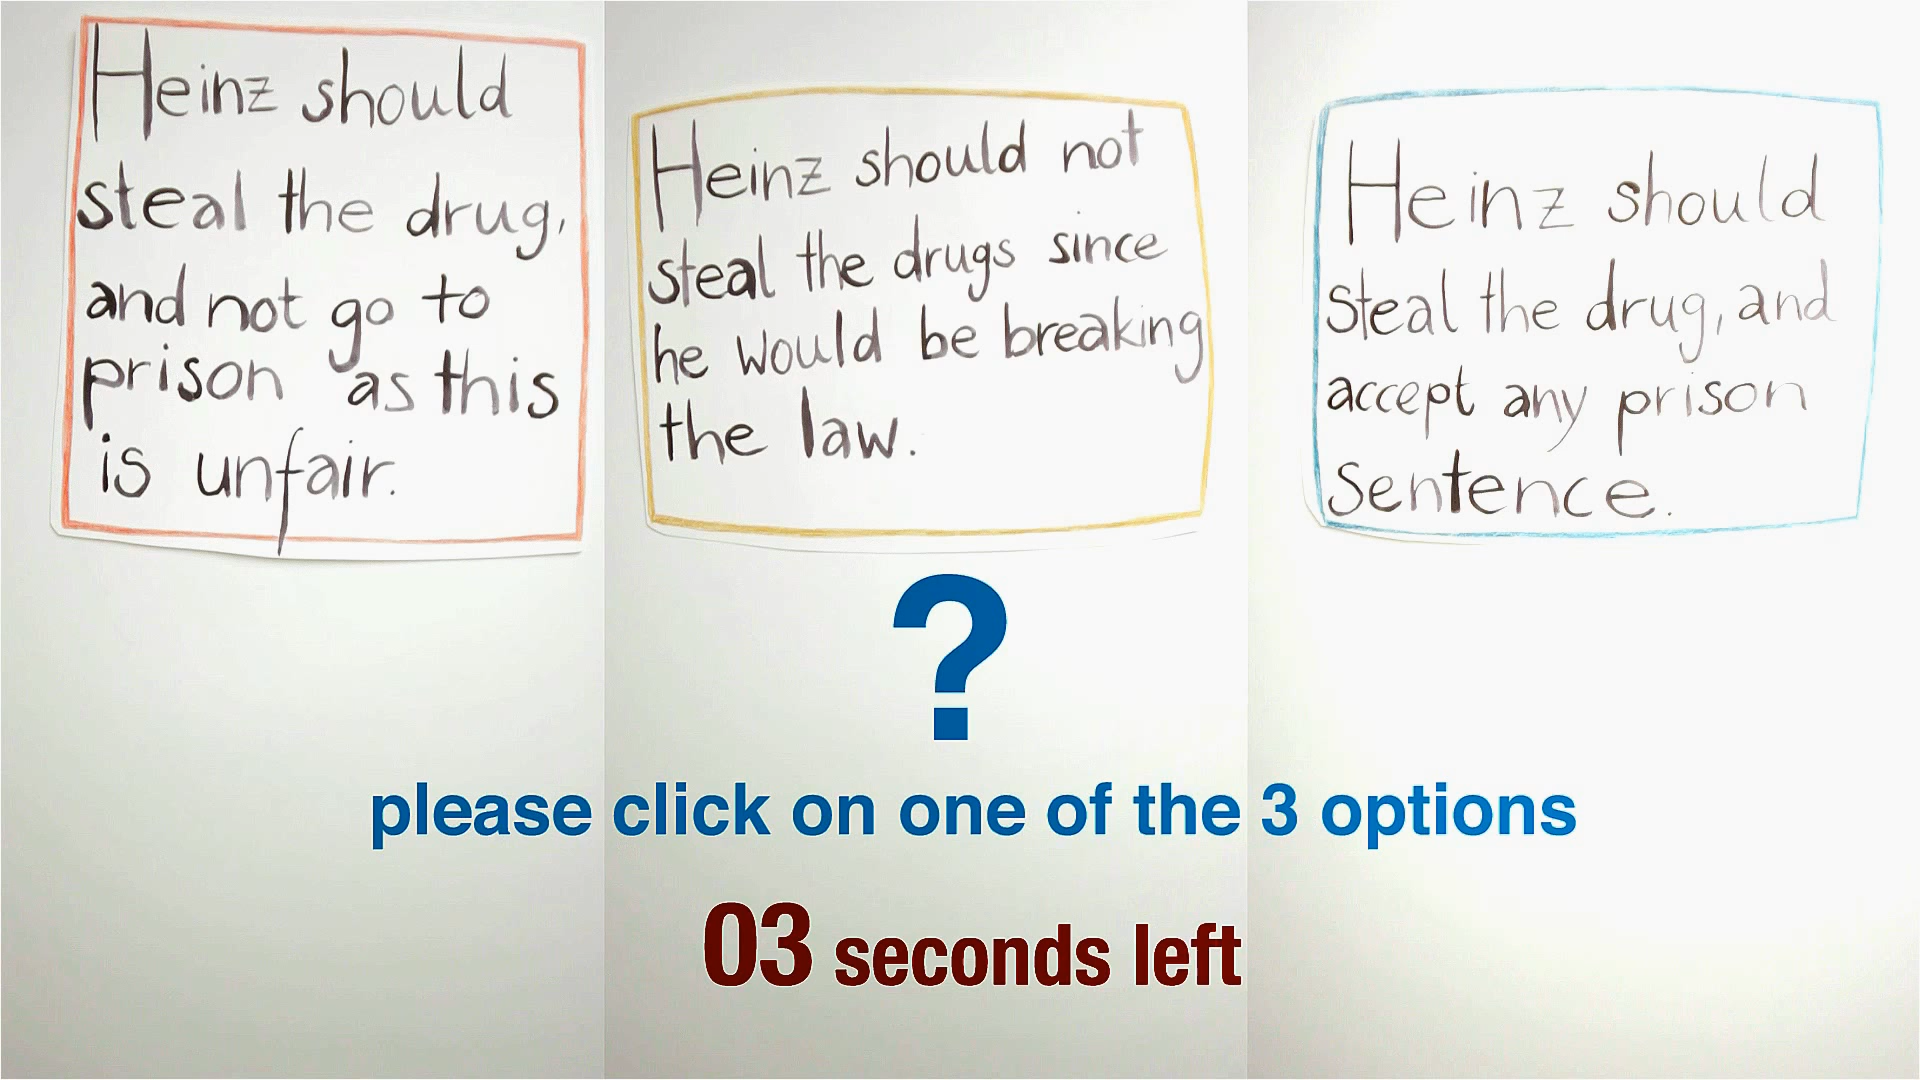 Heinz should
steal the drug,
and not go to
prison as this
is unfair.
Heinz should not
steal the drugs since
he would be breaking
the law.
Heinz should
steal the drug, and
accept any prison
sentence.
?
please click on one of the 3 options
03 seconds left